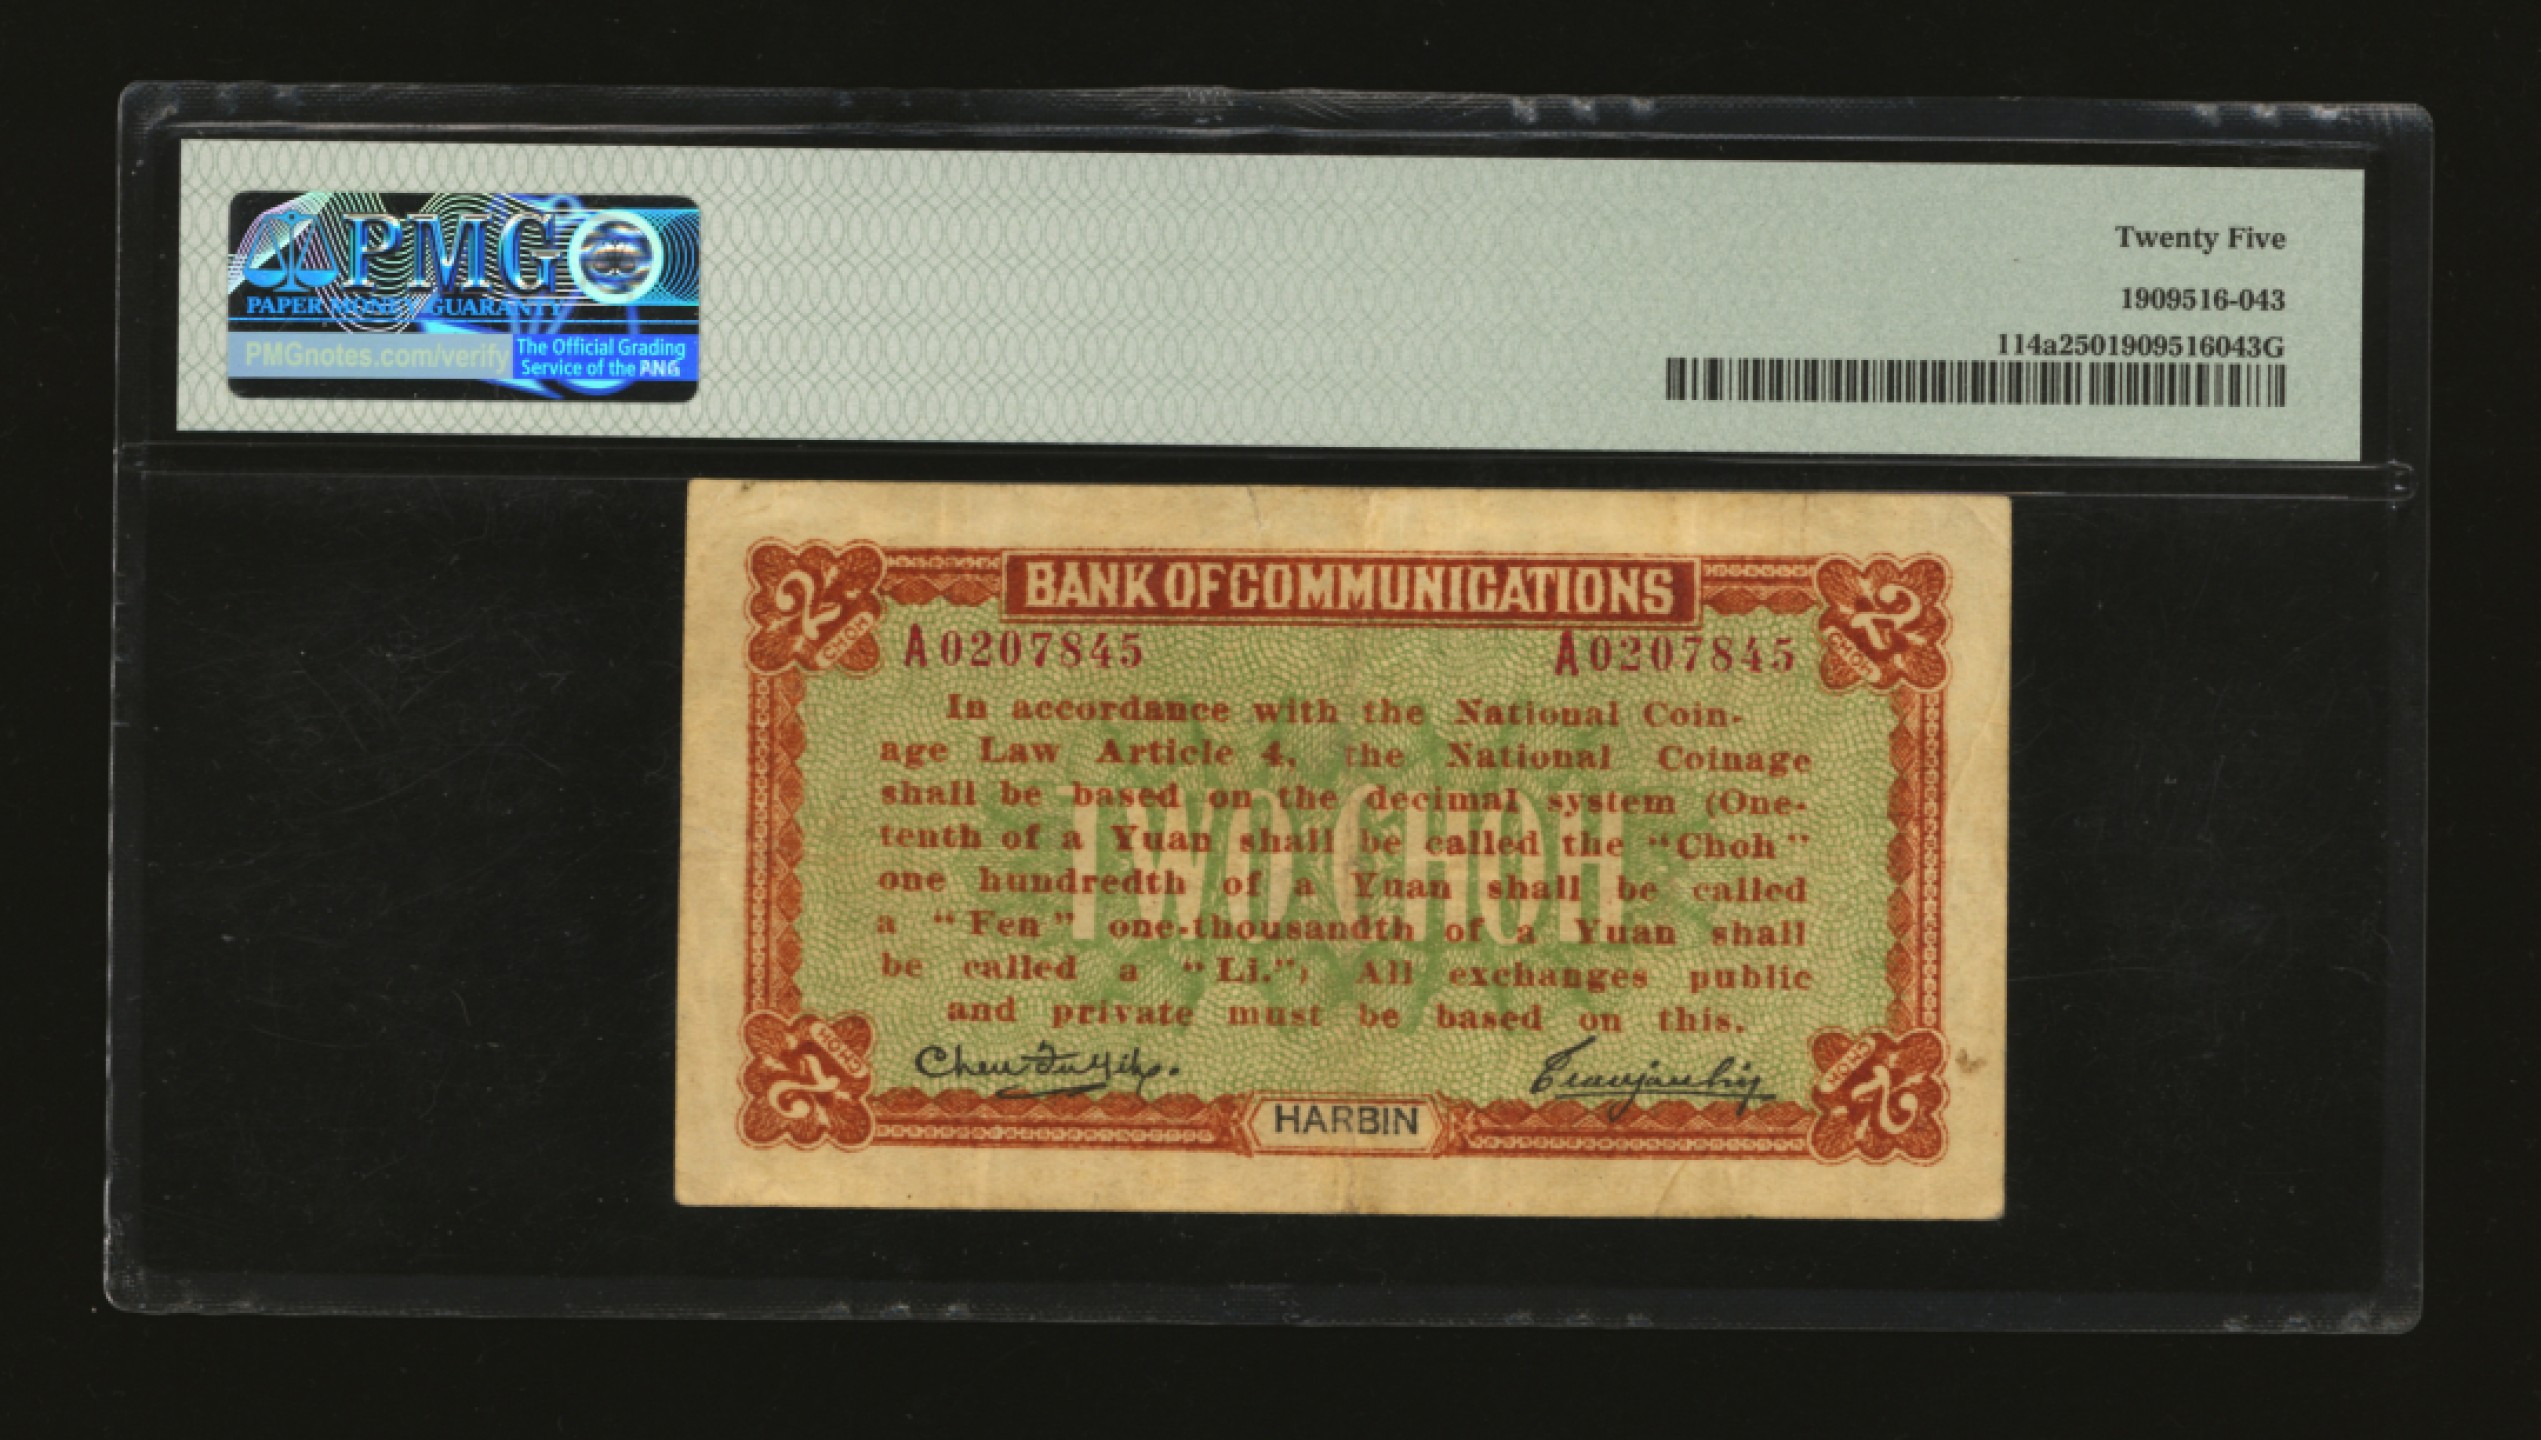 PMG
PAPER MONEY GUARANTY
PMGnotes.com/verify
The Official Grading
Service of the PNG
Twenty Five
1909516-043
114a2501909516043G
BANK OF COMMUNICATIONS
2 CHOH
2 CHOH
A0207845
A0207845
In accordance with the National Coin-
age Law Article 4, the National Coinage
shall be based on the decimal system (One-
tenth of a Yuan shall be called the "Choh"
one hundredth of a Yuan shall be called
a "Fen" one-thousandth of a Yuan shall
be called a "Li.") All exchanges public
and private must be based on this.
TWO CHOH
2 CHOH
2 CHOH
HARBIN